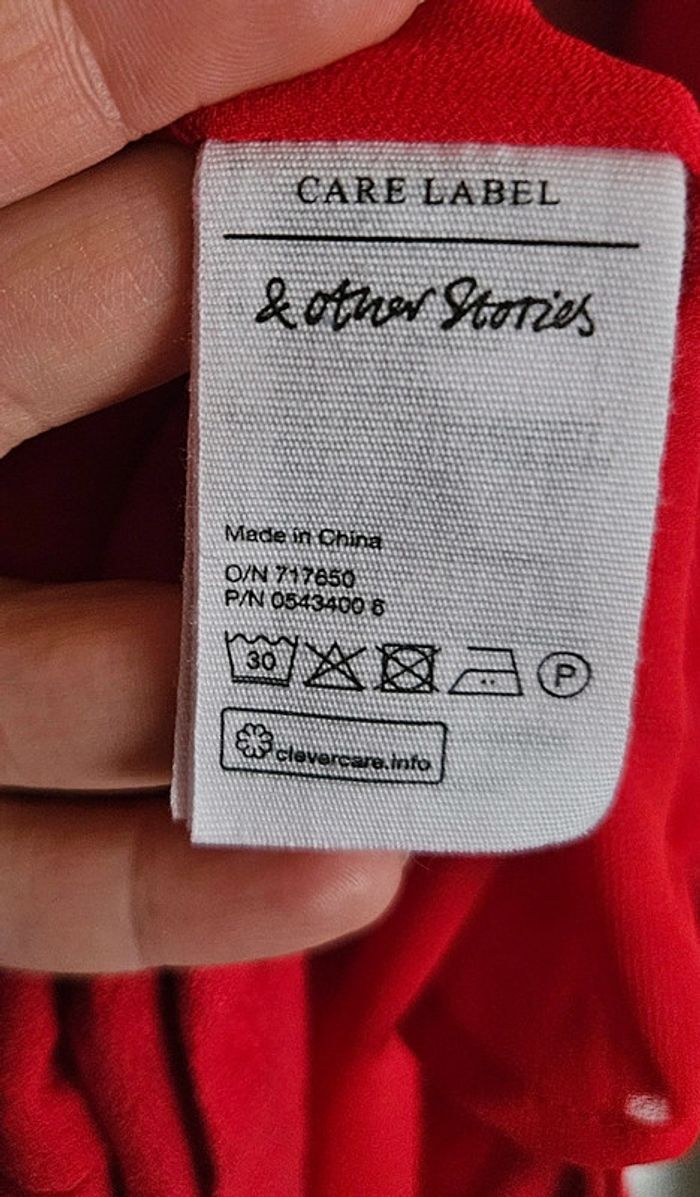 CARE LABEL
& other Stories
Made in China
O/N 717650
P/N 0543400 6
30 P
clevercare.info